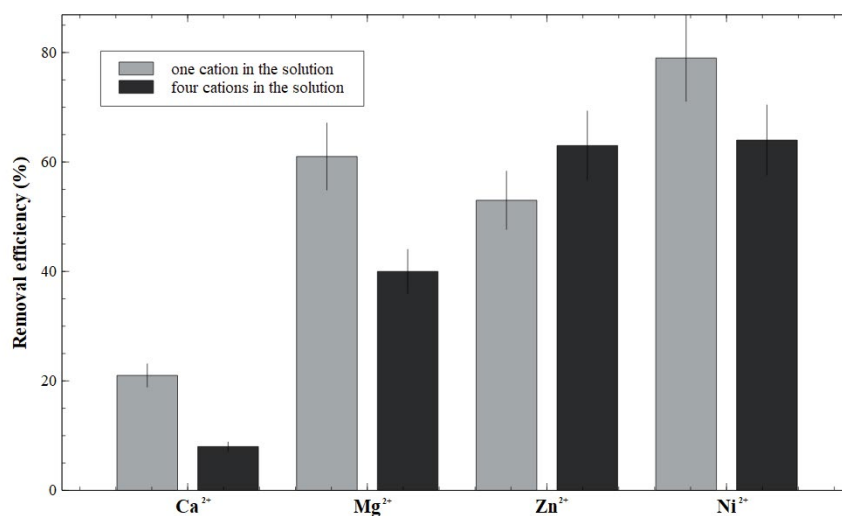 80
60
40
20
0
Removal efficiency (%)
one cation in the solution
four cations in the solution
Ca²⁺ Mg²⁺ Zn²⁺ Ni²⁺